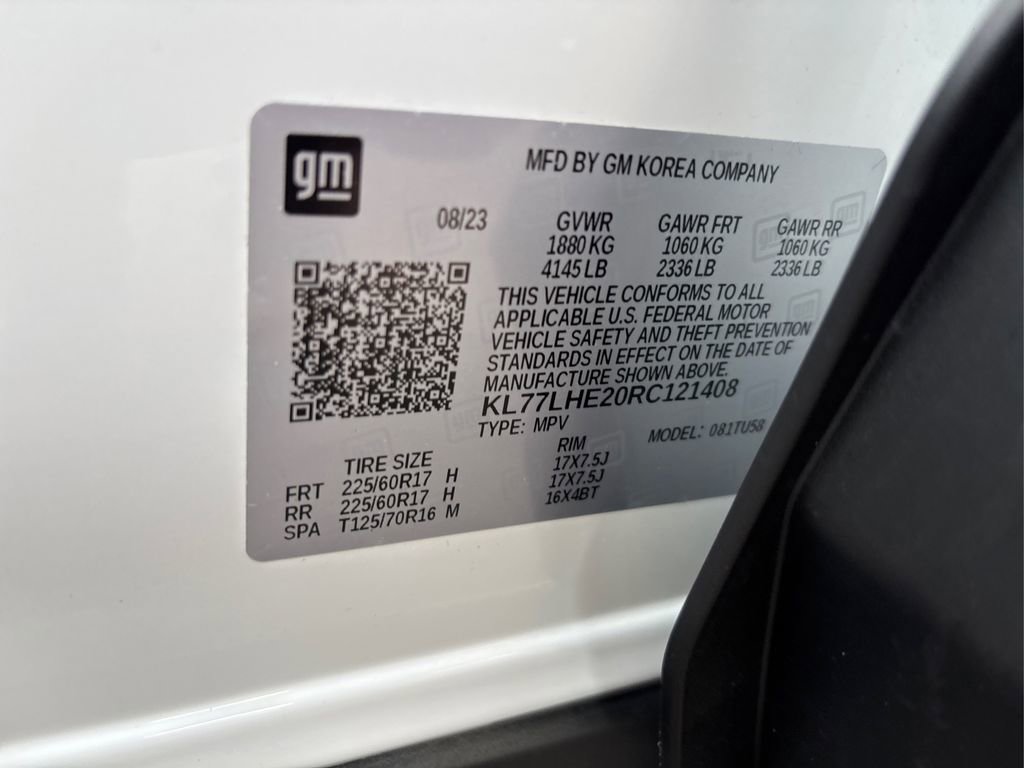 gm
MFD BY GM KOREA COMPANY
08/23 GVWR GAWR FRT GAWR RR
1880 KG 1060 KG 1060 KG
4145 LB 2336 LB 2336 LB
THIS VEHICLE CONFORMS TO ALL
APPLICABLE U.S. FEDERAL MOTOR
VEHICLE SAFETY AND THEFT PREVENTION
STANDARDS IN EFFECT ON THE DATE OF
MANUFACTURE SHOWN ABOVE.
KL77LHE20RC121408
TYPE: MPV MODEL: 081TU58
TIRE SIZE RIM
FRT 225/60R17 H 17X7.5J
RR 225/60R17 H 17X7.5J
SPA T125/70R16 M 16X4BT